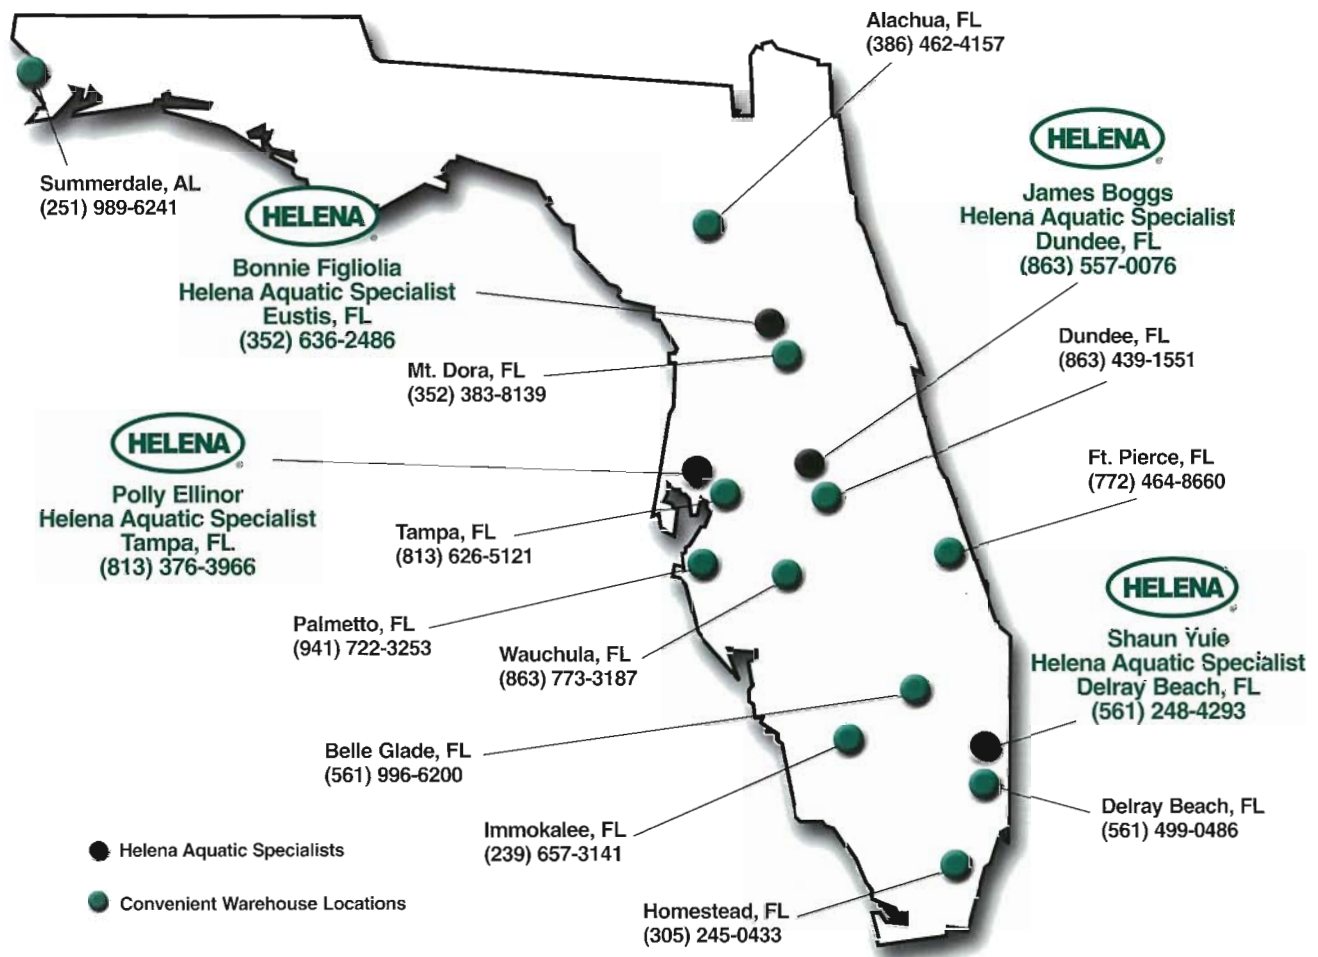 Alachua, FL
(386) 462-4157
Summerdale, AL
(251) 989-6241
HELENA
Bonnie Figliolia
Helena Aquatic Specialist
Eustis, FL
(352) 636-2486
HELENA
James Boggs
Helena Aquatic Specialist
Dundee, FL
(863) 557-0076
Dundee, FL
(863) 439-1551
Mt. Dora, FL
(352) 383-8139
HELENA
Polly Ellinor
Helena Aquatic Specialist
Tampa, FL
(813) 376-3966
Tampa, FL
(813) 626-5121
Ft. Pierce, FL
(772) 464-8660
Palmetto, FL
(941) 722-3253
Wauchula, FL
(863) 773-3187
HELENA
Shaun Yuie
Helena Aquatic Specialist
Delray Beach, FL
(561) 248-4293
Belle Glade, FL
(561) 996-6200
Immokalee, FL
(239) 657-3141
Delray Beach, FL
(561) 499-0486
Homestead, FL
(305) 245-0433
Helena Aquatic Specialists
Convenient Warehouse Locations